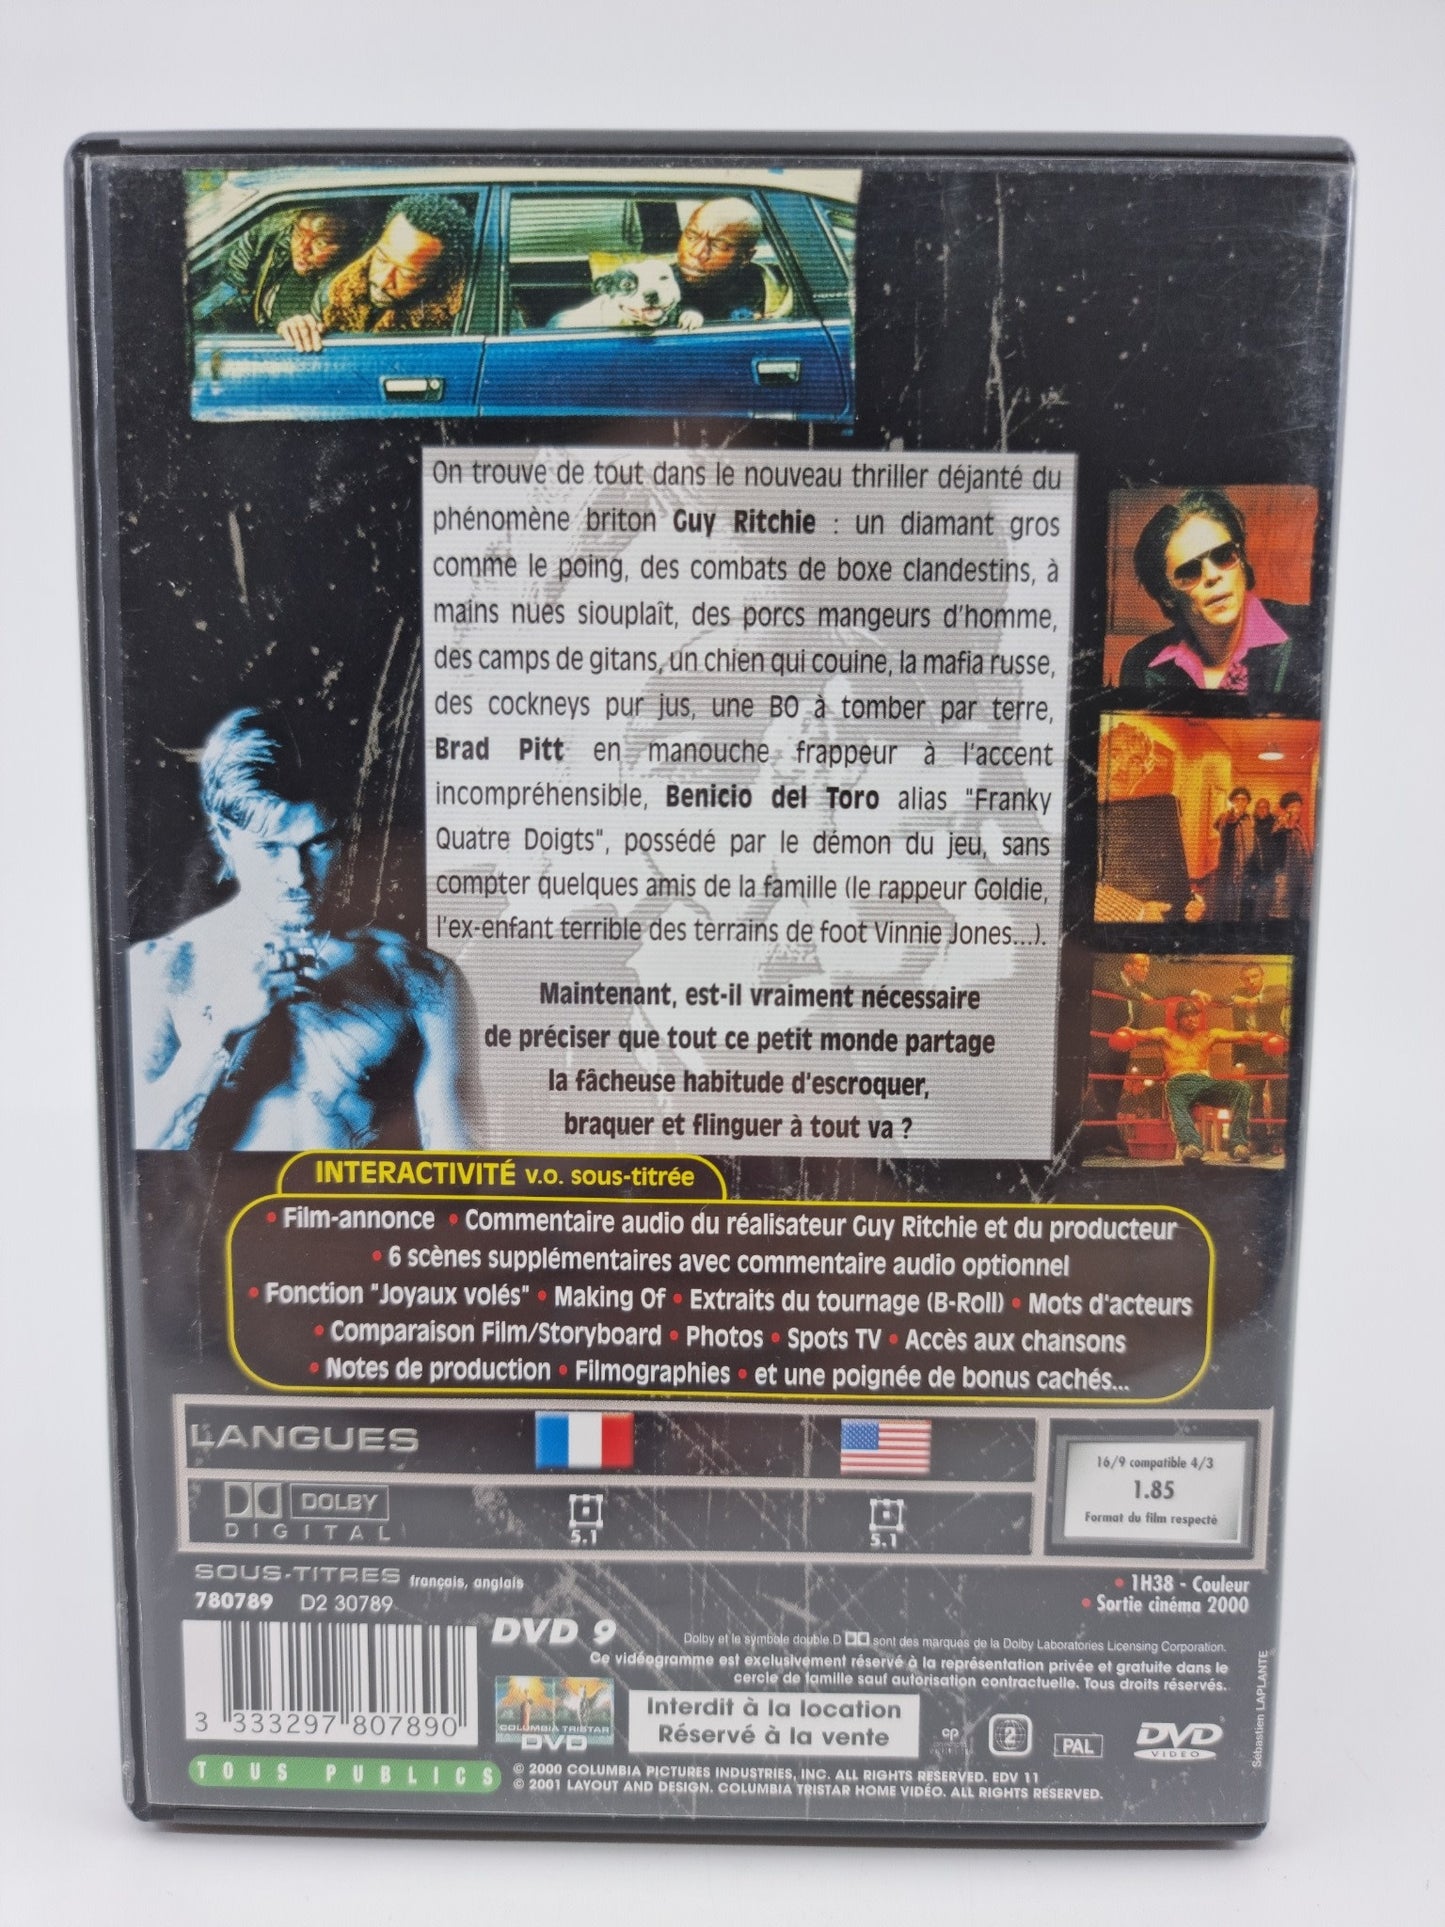 On trouve de tout dans le nouveau thriller déjanté du
phénomène briton Guy Ritchie : un diamant gros
comme le poing, des combats de boxe clandestins, à
mains nues siouplaît, des porcs mangeurs d'homme,
des camps de gitans, un chien qui couine, la mafia russe,
des cockneys pur jus, une BO à tomber par terre,
Brad Pitt en manouche frappeur à l'accent
incompréhensible, Benicio del Toro alias "Franky
Quatre Doigts", possédé par le démon du jeu, sans
compter quelques amis de la famille (le rappeur Goldie,
l'ex-enfant terrible des terrains de foot Vinnie Jones...).
Maintenant, est-il vraiment nécessaire
de préciser que tout ce petit monde partage
la fâcheuse habitude d'escroquer,
braquer et flinguer à tout va ?
INTERACTIVITÉ v.o. sous-titrée
• Film-annonce • Commentaire audio du réalisateur Guy Ritchie et du producteur
• 6 scènes supplémentaires avec commentaire audio optionnel
• Fonction "Joyaux volés" • Making Of • Extraits du tournage (B-Roll) • Mots d'acteurs
• Comparaison Film/Storyboard • Photos • Spots TV • Accès aux chansons
• Notes de production • Filmographies • et une poignée de bonus cachés...
LANGUES
DOLBY
DIGITAL
5.1
5.1
16/9 compatible 4/3
1.85
Format du film respecté
SOUS-TITRES français, anglais
780789 D2 30789
• 1H38 - Couleur
• Sortie cinéma 2000
DVD 9
Dolby et le symbole double D sont des marques de la Dolby Laboratories Licensing Corporation.
Ce vidéogramme est exclusivement réservé à la représentation privée et gratuite dans le
cercle de famille sauf autorisation contractuelle. Tous droits réservés.
Sébastien LAPLANTE
3 333297 807890
COLUMBIA TRISTAR
DVD
Interdit à la location
Réservé à la vente
cp
2
PAL
DVD
VIDEO
TOUS PUBLICS
© 2000 COLUMBIA PICTURES INDUSTRIES, INC. ALL RIGHTS RESERVED. EDV 11
© 2001 LAYOUT AND DESIGN. COLUMBIA TRISTAR HOME VIDÉO. ALL RIGHTS RESERVED.